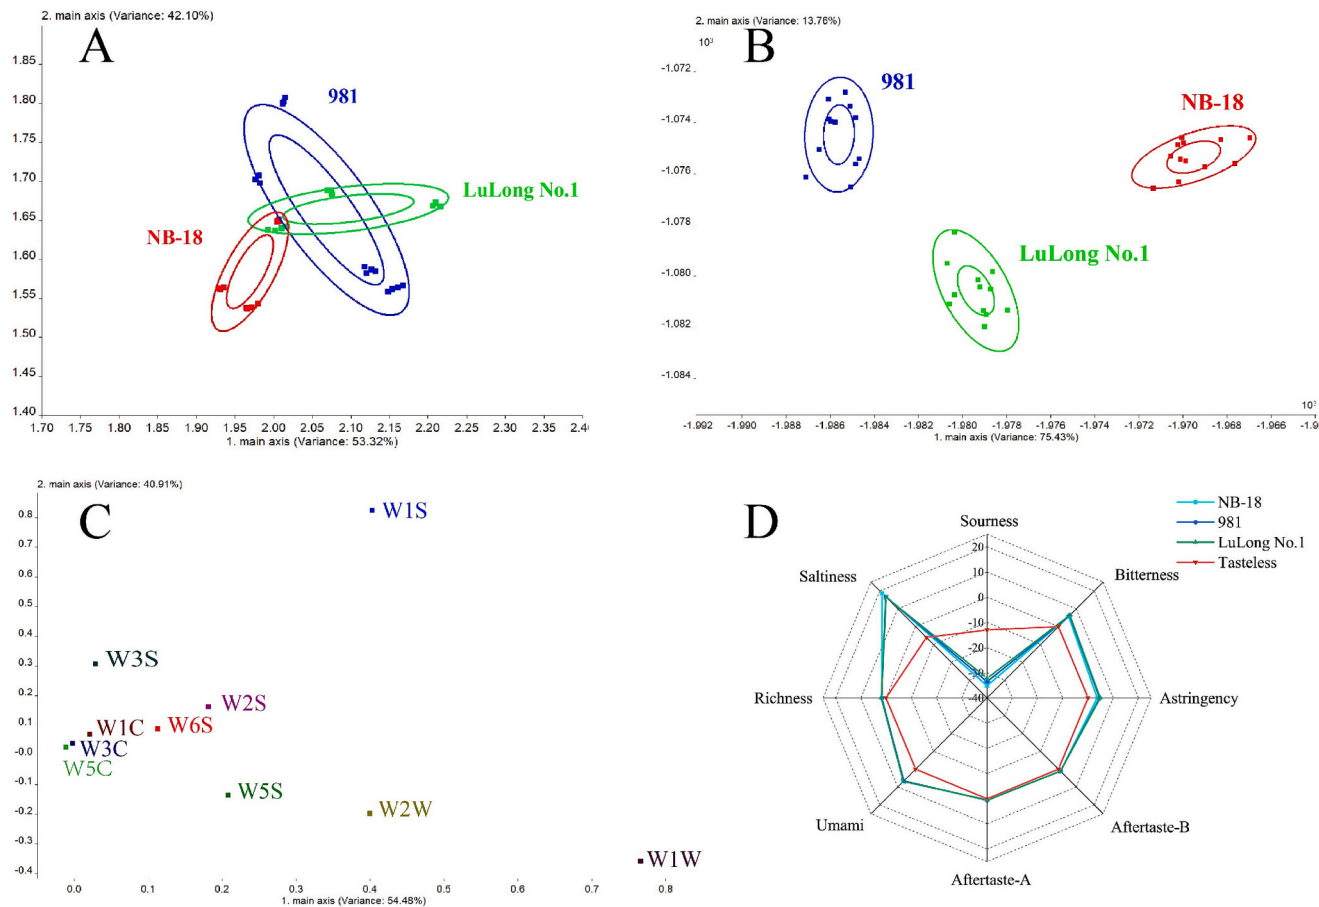 2. main axis (Variance: 42.10%)
A
1.85
1.80
1.75
1.70
1.65
1.60
1.55
1.50
1.40
981
LuLong No.1
NB-18
1.70 1.75 1.80 1.85 1.90 1.95 2.00 2.05 2.10 2.15 2.20 2.25 2.30 2.35 2.4
1. main axis (Variance: 53.32%)
2. main axis (Variance: 13.76%)
10³
B
-1.072
-1.074
-1.076
-1.078
-1.080
-1.082
-1.084
981
NB-18
LuLong No.1
10³
-1.992 -1.990 -1.988 -1.986 -1.984 -1.982 -1.980 -1.978 -1.976 -1.974 -1.972 -1.970 -1.968 -1.966 -1.9
1. main axis (Variance: 75.43%)
2. main axis (Variance: 40.91%)
C
0.8
0.7
0.6
0.5
0.4
0.3
0.2
0.1
-0.0
-0.1
-0.2
-0.3
-0.4
W1S
W3S
W2S
W1C
W6S
W3C
W5C
W5S
W2W
W1W
0.0 0.1 0.2 0.3 0.4 0.5 0.6 0.7 0.8
1. main axis (Variance: 54.48%)
D
NB-18
981
LuLong No.1
Tasteless
Sourness
Bitterness
Astringency
Aftertaste-B
Aftertaste-A
Umami
Richness
Saltiness
20
10
0
-10
-20
-30
-40